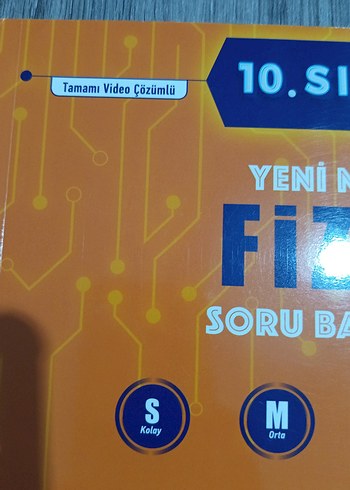 Tamamı Video Çözümlü
10. SI
YENİ N
FİZ
SORU BA
S
Kolay
M
Orta